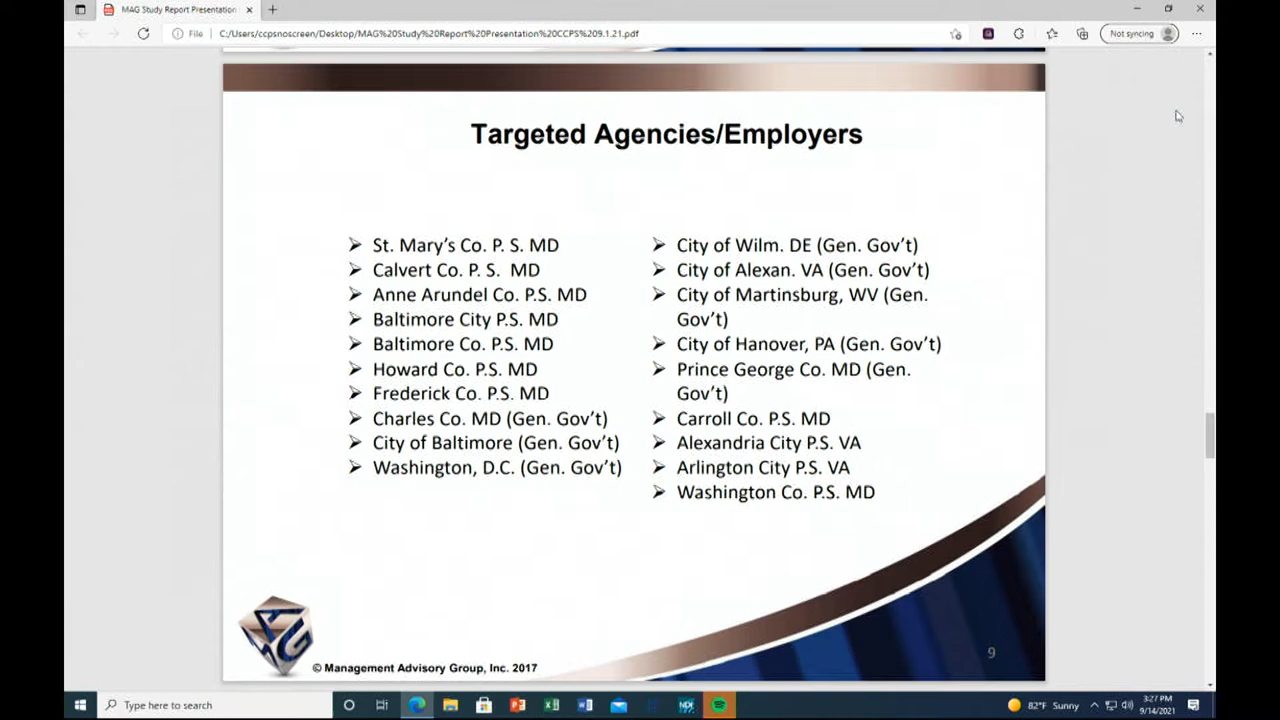 MAG Study Report Presentation
File
C:/Users/ccpsnoscreen/Desktop/MAG%20Study%20Report%20Presentation%20CCPS%209.1.21.pdf
Not syncing
Targeted Agencies/Employers
St. Mary's Co. P. S. MD
Calvert Co. P. S. MD
Anne Arundel Co. P.S. MD
Baltimore City P.S. MD
Baltimore Co. P.S. MD
Howard Co. P.S. MD
Frederick Co. P.S. MD
Charles Co. MD (Gen. Gov't)
City of Baltimore (Gen. Gov't)
Washington, D.C. (Gen. Gov't)
City of Wilm. DE (Gen. Gov't)
City of Alexan. VA (Gen. Gov't)
City of Martinsburg, WV (Gen.
Gov't)
City of Hanover, PA (Gen. Gov't)
Prince George Co. MD (Gen.
Gov't)
Carroll Co. P.S. MD
Alexandria City P.S. VA
Arlington City P.S. VA
Washington Co. P.S. MD
MAG
© Management Advisory Group, Inc. 2017
9
Type here to search
82°F Sunny
3:27 PM
9/14/2021